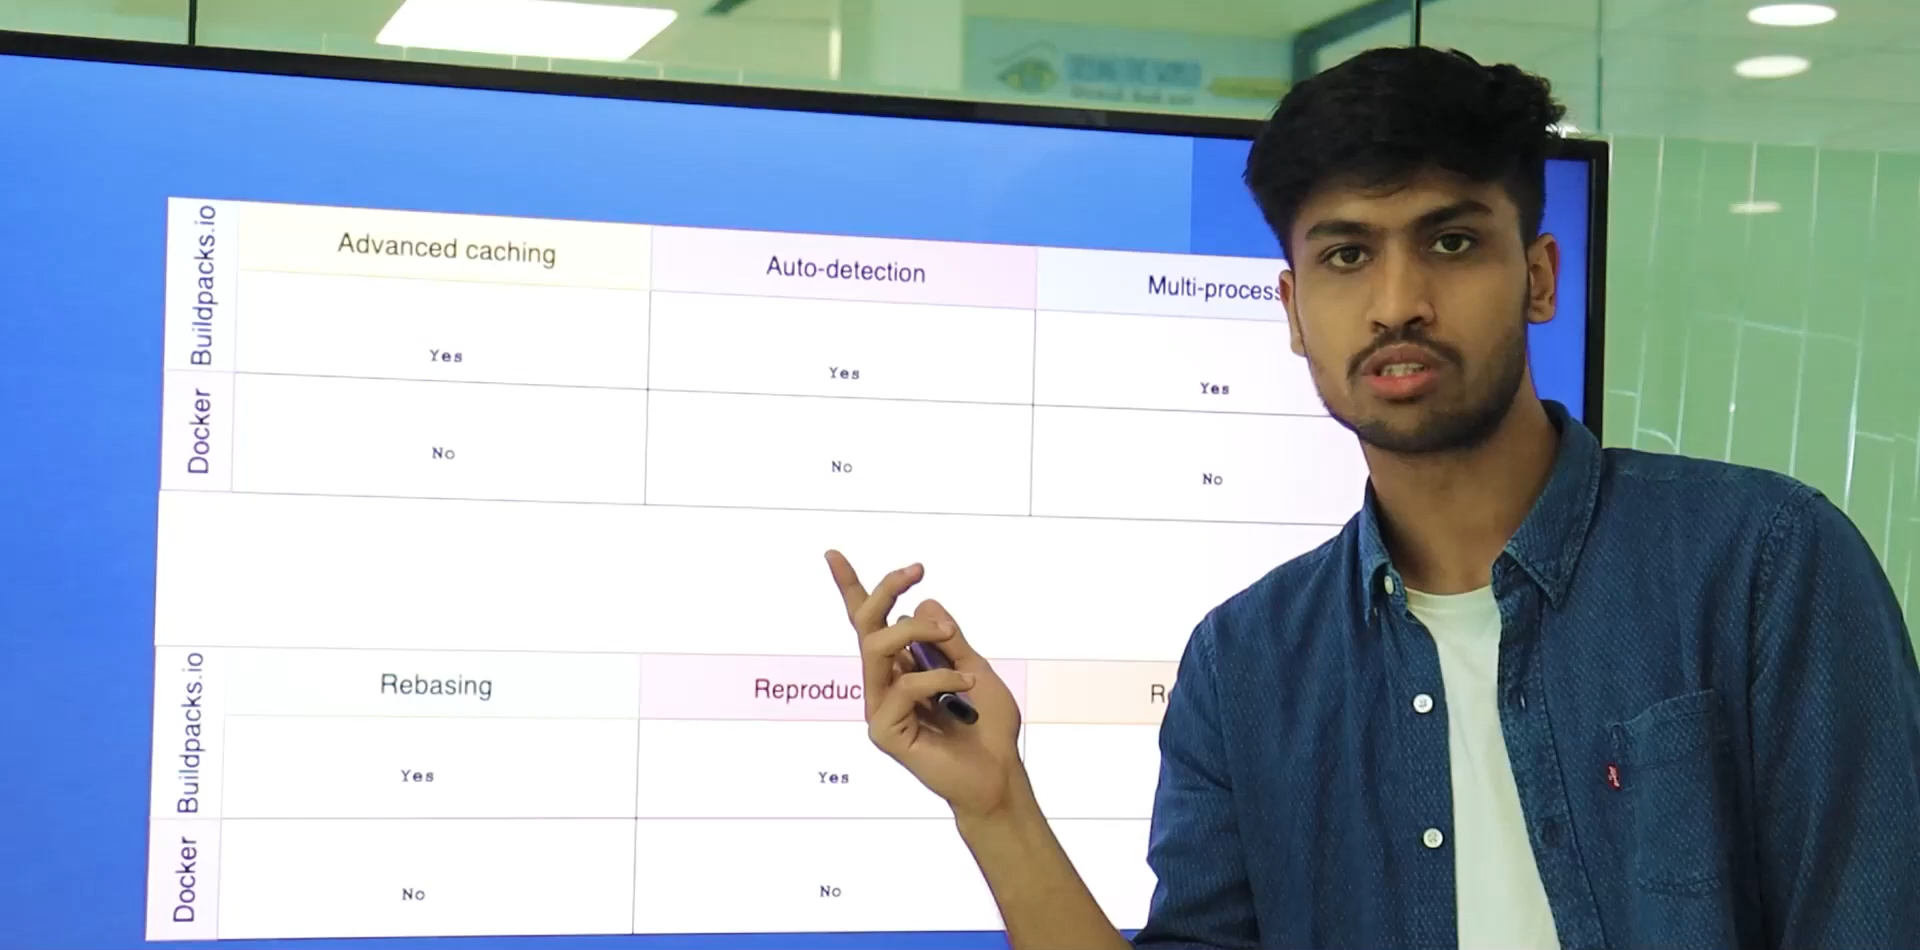 Advanced caching
Auto-detection
Multi-process
Buildpacks.io
Yes
Yes
Yes
Docker
No
No
No
Rebasing
Reproduc
Buildpacks.io
Yes
Yes
Docker
No
No